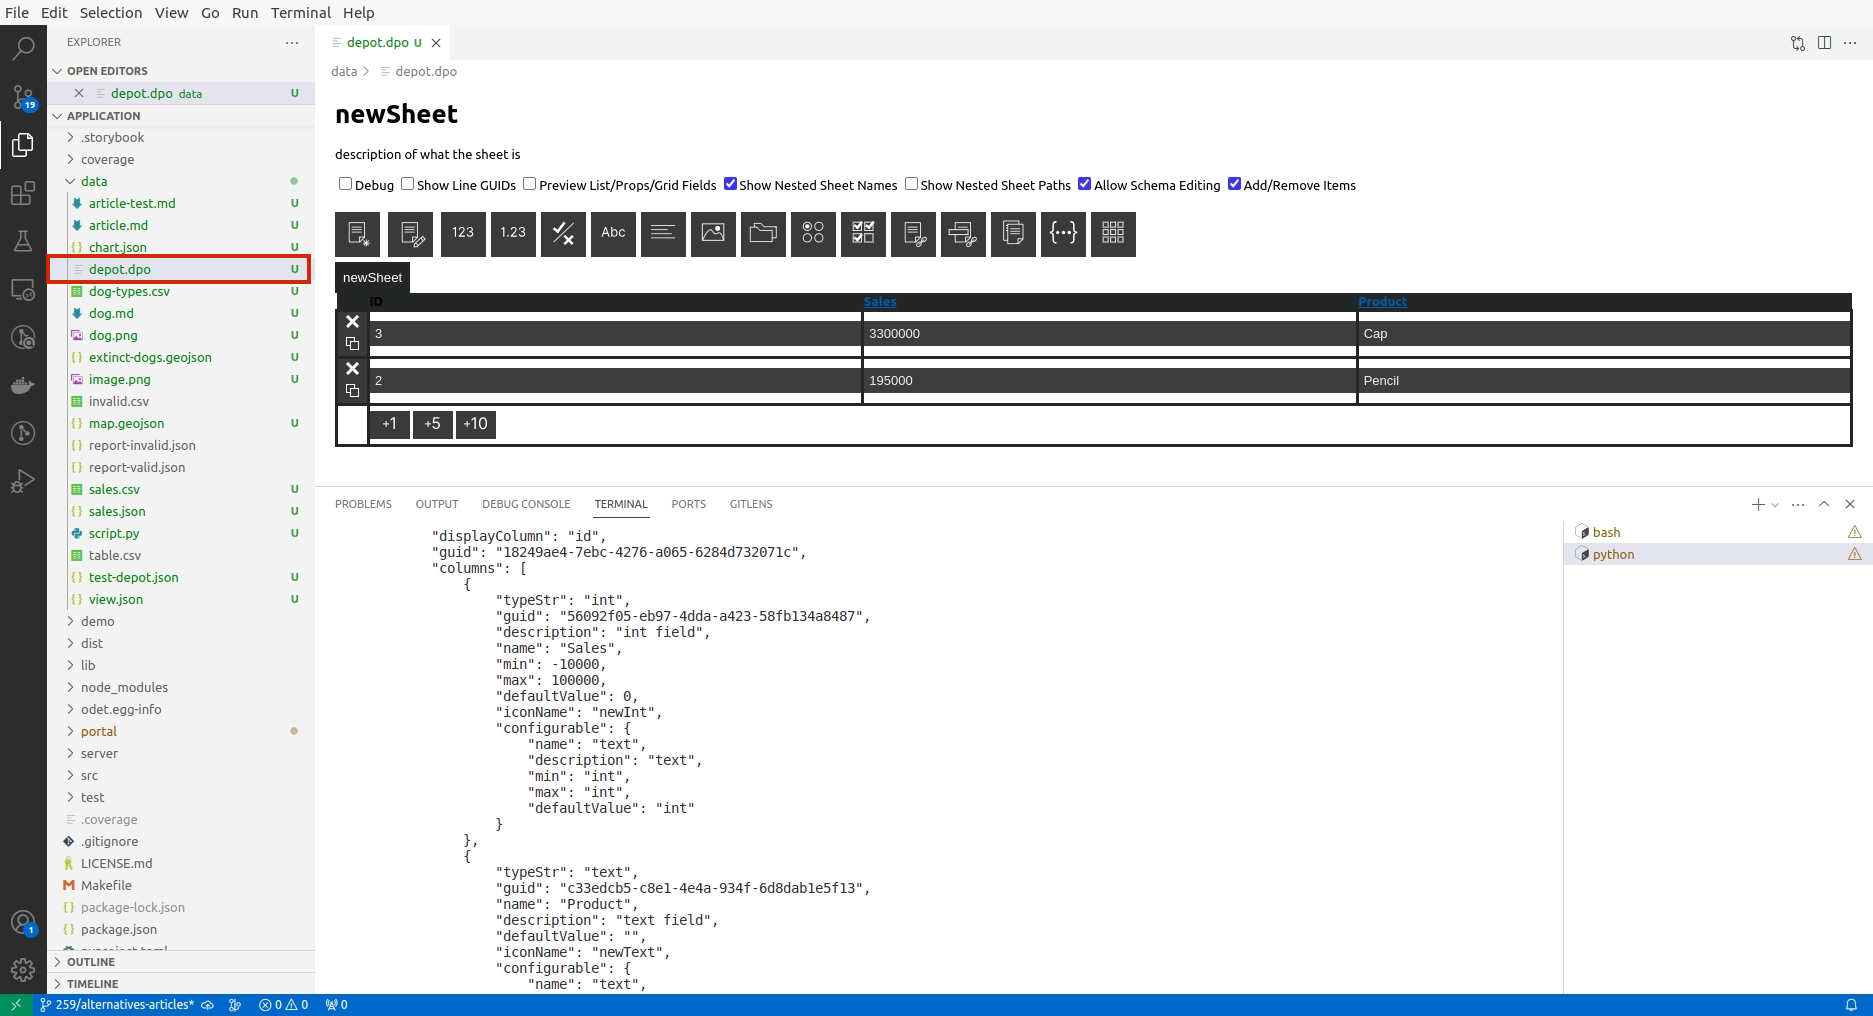 File Edit Selection View Go Run Terminal Help
EXPLORER
depot.dpo U
OPEN EDITORS
data
depot.dpo
depot.dpo data U
APPLICATION
.storybook
coverage
data
article-test.md U
article.md U
chart.json U
depot.dpo U
dog-types.csv U
dog.md U
dog.png U
extinct-dogs.geojson U
image.png U
invalid.csv
map.geojson U
report-invalid.json
report-valid.json
sales.csv U
sales.json U
script.py U
table.csv
test-depot.json U
view.json U
demo
dist
lib
node_modules
odet.egg-info
portal
server
src
test
.coverage
.gitignore
LICENSE.md
Makefile
package-lock.json
package.json
OUTLINE
TIMELINE
19
1
newSheet
description of what the sheet is
Debug Show Line GUIDs Preview List/Props/Grid Fields Show Nested Sheet Names Show Nested Sheet Paths Allow Schema Editing Add/Remove Items
123 1.23 Abc
newSheet
ID Sales Product
3 3300000 Cap
2 195000 Pencil
+1 +5 +10
PROBLEMS OUTPUT DEBUG CONSOLE TERMINAL PORTS GITLENS
bash
python
"displayColumn": "id",
"guid": "18249ae4-7ebc-4276-a065-6284d732071c",
"columns": [
{
"typeStr": "int",
"guid": "56092f05-eb97-4dda-a423-58fb134a8487",
"description": "int field",
"name": "Sales",
"min": -10000,
"max": 100000,
"defaultValue": 0,
"iconName": "newInt",
"configurable": {
"name": "text",
"description": "text",
"min": "int",
"max": "int",
"defaultValue": "int"
}
},
{
"typeStr": "text",
"guid": "c33edcb5-c8e1-4e4a-934f-6d8dab1e5f13",
"name": "Product",
"description": "text field",
"defaultValue": "",
"iconName": "newText",
"configurable": {
"name": "text",
259/alternatives-articles* 0 0 0